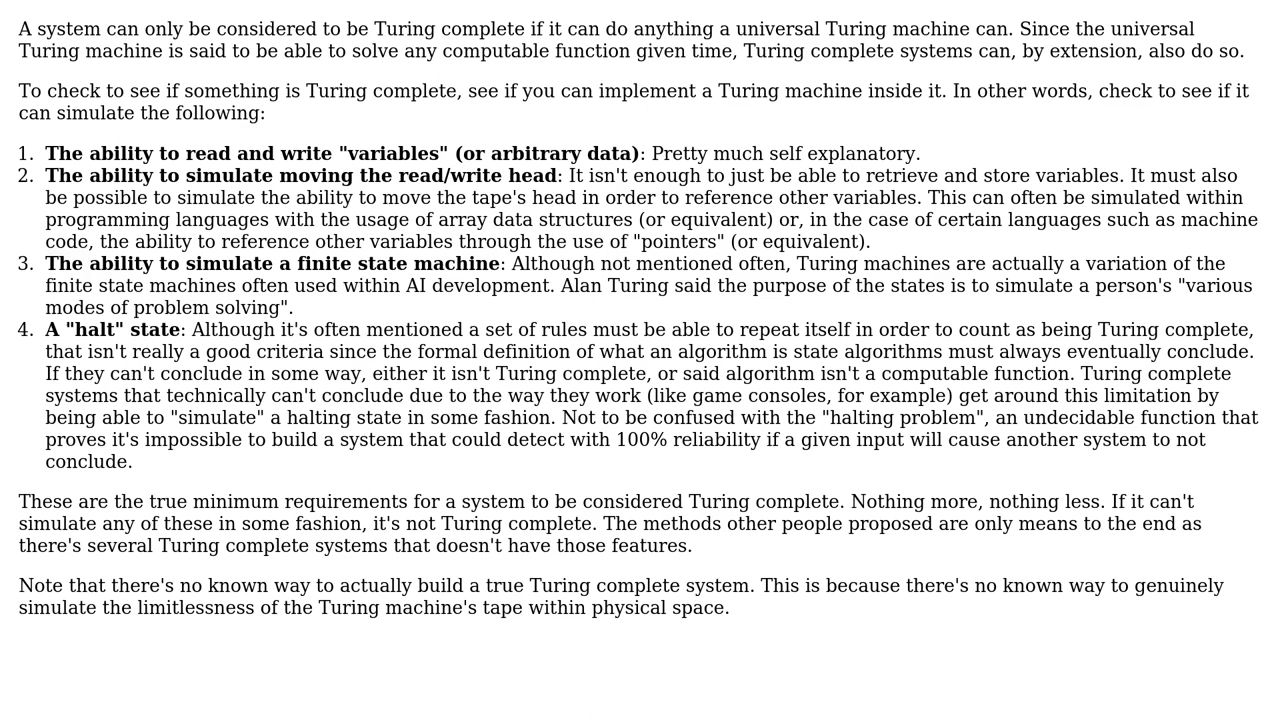 A system can only be considered to be Turing complete if it can do anything a universal Turing machine can. Since the universal
Turing machine is said to be able to solve any computable function given time, Turing complete systems can, by extension, also do so.
To check to see if something is Turing complete, see if you can implement a Turing machine inside it. In other words, check to see if it
can simulate the following:
1. The ability to read and write "variables" (or arbitrary data): Pretty much self explanatory.
2. The ability to simulate moving the read/write head: It isn't enough to just be able to retrieve and store variables. It must also
be possible to simulate the ability to move the tape's head in order to reference other variables. This can often be simulated within
programming languages with the usage of array data structures (or equivalent) or, in the case of certain languages such as machine
code, the ability to reference other variables through the use of "pointers" (or equivalent).
3. The ability to simulate a finite state machine: Although not mentioned often, Turing machines are actually a variation of the
finite state machines often used within AI development. Alan Turing said the purpose of the states is to simulate a person's "various
modes of problem solving".
4. A "halt" state: Although it's often mentioned a set of rules must be able to repeat itself in order to count as being Turing complete,
that isn't really a good criteria since the formal definition of what an algorithm is state algorithms must always eventually conclude.
If they can't conclude in some way, either it isn't Turing complete, or said algorithm isn't a computable function. Turing complete
systems that technically can't conclude due to the way they work (like game consoles, for example) get around this limitation by
being able to "simulate" a halting state in some fashion. Not to be confused with the "halting problem", an undecidable function that
proves it's impossible to build a system that could detect with 100% reliability if a given input will cause another system to not
conclude.
These are the true minimum requirements for a system to be considered Turing complete. Nothing more, nothing less. If it can't
simulate any of these in some fashion, it's not Turing complete. The methods other people proposed are only means to the end as
there's several Turing complete systems that doesn't have those features.
Note that there's no known way to actually build a true Turing complete system. This is because there's no known way to genuinely
simulate the limitlessness of the Turing machine's tape within physical space.